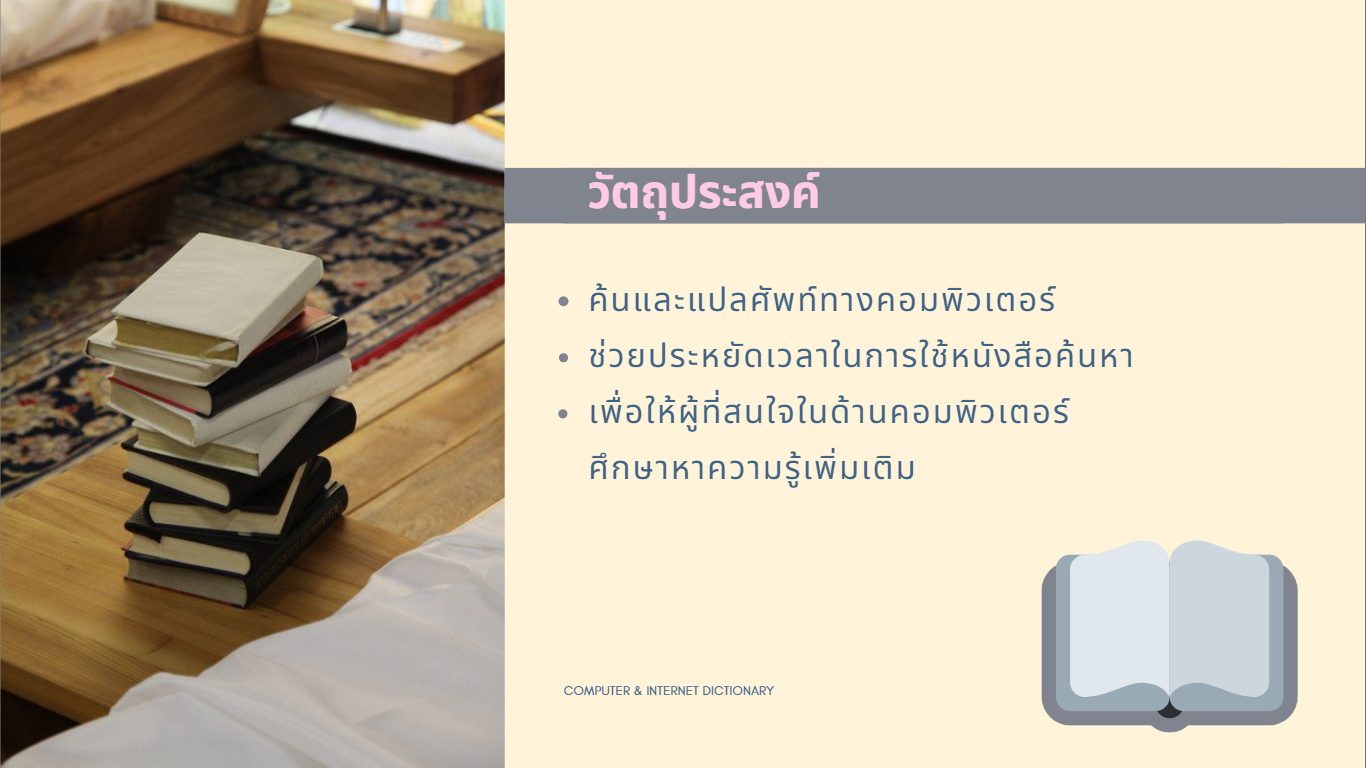 วัตถุประสงค์
ค้นและแปลศัพท์ทางคอมพิวเตอร์
ช่วยประหยัดเวลาในการใช้หนังสือค้นหา
เพื่อให้ผู้ที่สนใจในด้านคอมพิวเตอร์
ศึกษาหาความรู้เพิ่มเติม
COMPUTER & INTERNET DICTIONARY